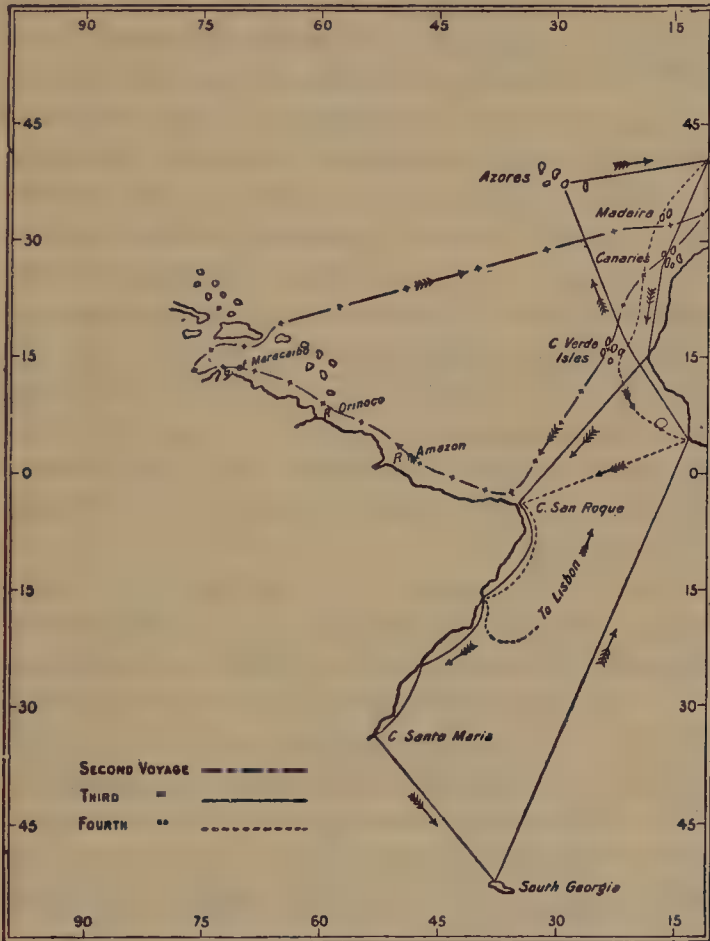 90 75 60 45 30 15
45 45
Azores
Madeira
30 30
Canaries
C. Verde
Isles
15 15
Maracaibo
R Orinoco
R Amazon
0 0
C. San Roque
15 15
To Lisbon
30 30
C Santa Maria
SECOND VOYAGE
THIRD "
FOURTH "
45 45
South Georgia
90 75 60 45 30 15